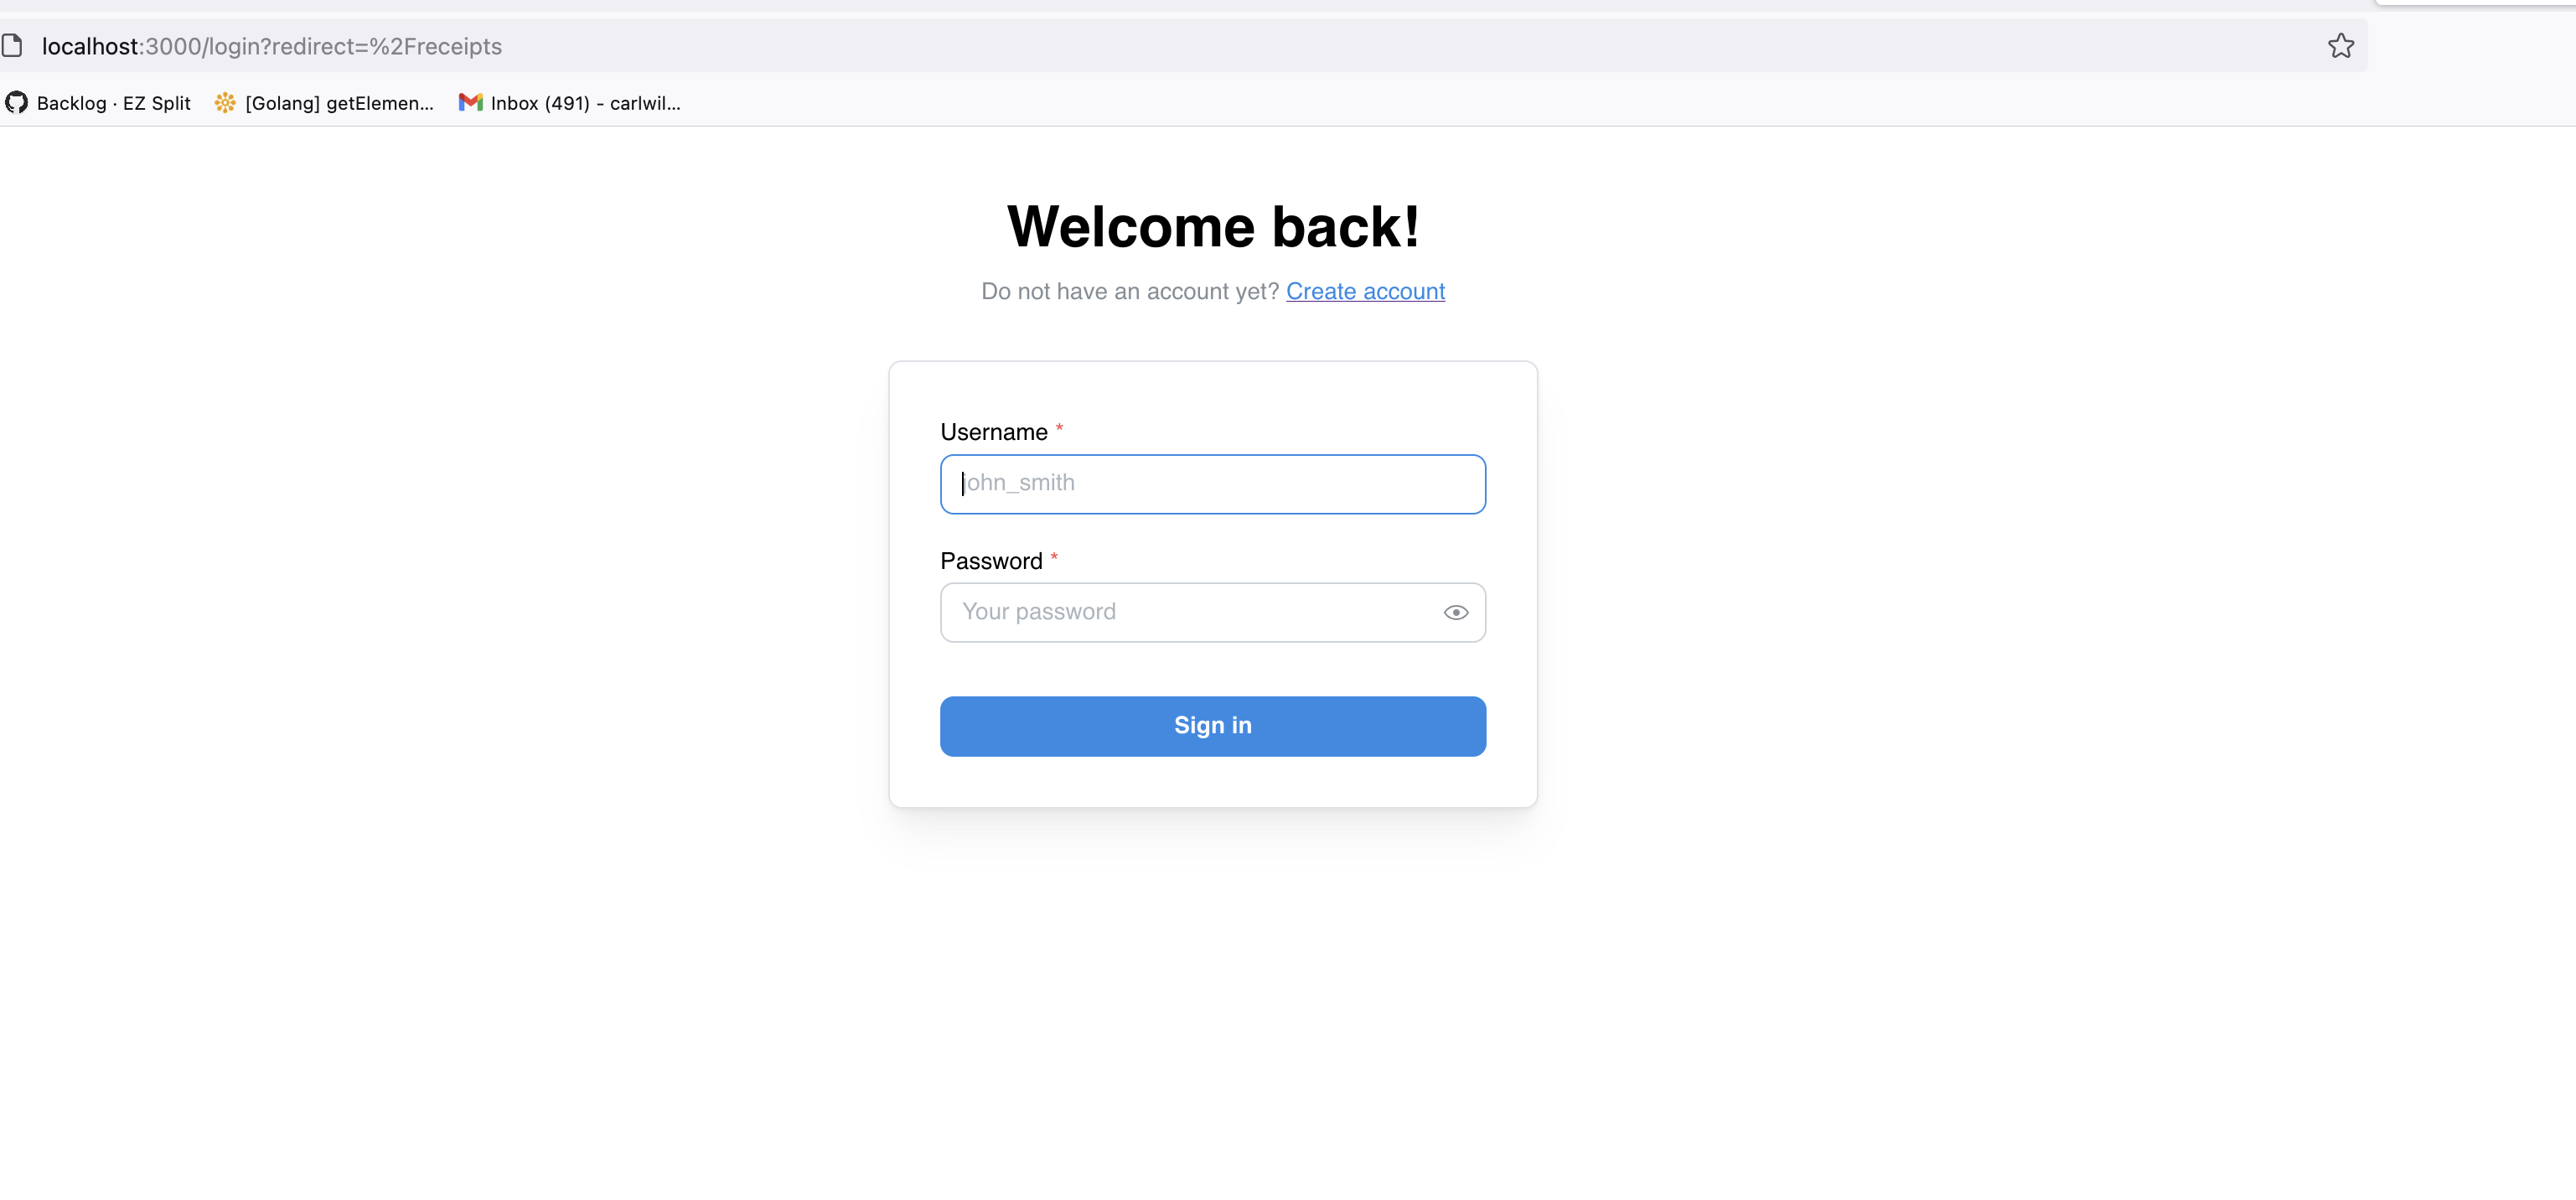 localhost:3000/login?redirect=%2Freceipts
Backlog · EZ Split [Golang] getElemen... Inbox (491) - carlwil...
Welcome back!
Do not have an account yet? Create account
Username *
john_smith
Password *
Your password
Sign in